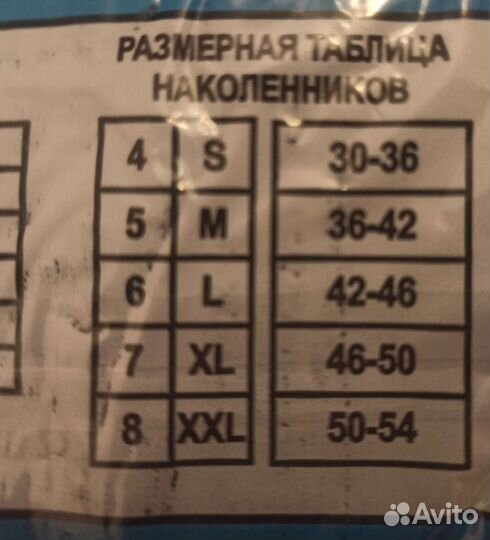 РАЗМЕРНАЯ ТАБЛИЦА
НАКОЛЕННИКОВ
4 S 30-36
5 M 36-42
6 L 42-46
7 XL 46-50
8 XXL 50-54
Avito